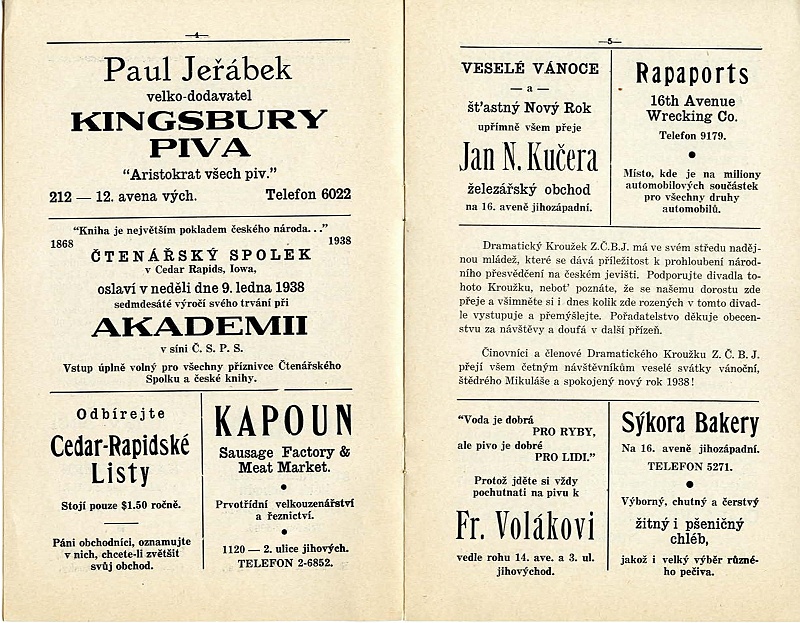 —4—
Paul Jeřábek
velko-dodavatel
KINGSBURY
PIVA
“Aristokrat všech piv.”
212 — 12. avena vých. Telefon 6022
“Kniha je největším pokladem českého národa...”
1868 1938
ČTENÁŘSKÝ SPOLEK
v Cedar Rapids, Iowa,
oslaví v neděli dne 9. ledna 1938
sedmdesáté výročí svého trvání při
AKADEMII
v síni Č. S. P. S.
Vstup úplně volný pro všechny příznivce Čtenářského
Spolku a české knihy.
Odbírejte
Cedar-Rapidské
Listy
Stojí pouze $1.50 ročně.
Páni obchodníci, oznamujte
v nich, chcete-li zvětšit
svůj obchod.
KAPOUN
Sausage Factory &
Meat Market.
Prvotřídní velkouzenářství
a řeznictví.
1120 — 2. ulice jihových.
TELEFON 2-6852.
—5—
VESELÉ VÁNOCE
— a —
šťastný Nový Rok
upřímně všem přeje
Jan N. Kučera
železářský obchod
na 16. aveně jihozápadní.
Rapaports
16th Avenue
Wrecking Co.
Telefon 9179.
Místo, kde je na miliony
automobilových součástek
pro všechny druhy
automobilů.
Dramatický Kroužek Z.Č.B.J. má ve svém středu naděj-
nou mládež, které se dává příležitost k prohloubení národ-
ního přesvědčení na českém jevišti. Podporujte divadla to-
hoto Kroužku, neboť poznáte, že se našemu dorostu zde
přeje a všimněte si i dnes kolik zde rozených v tomto divad-
le vystupuje a přemýšlejte. Pořadatelstvo děkuje obecen-
stvu za návštěvy a doufá v další přízeň.
Činovníci a členové Dramatického Kroužku Z. Č. B. J.
přejí všem četným návštěvníkům veselé svátky vánoční,
štědrého Mikuláše a spokojený nový rok 1938!
“Voda je dobrá
PRO RYBY,
ale pivo je dobré
PRO LIDI.”
Protož jděte si vždy
pochutnati na pivu k
Fr. Volákovi
vedle rohu 14. ave. a 3. ul.
jihovýchod.
Sýkora Bakery
Na 16. aveně jihozápadní.
TELEFON 5271.
Výborný, chutný a čerstvý
žitný i pšeničný
chléb,
jakož i velký výběr různé-
ho pečiva.